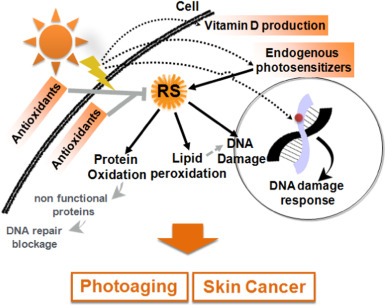 Cell
Vitamin D production
Endogenous
photosensitizers
Antioxidants
Antioxidants
RS
Protein
Oxidation
Lipid
peroxidation
DNA
Damage
non functional
proteins
DNA repair
blockage
DNA damage
response
Photoaging
Skin Cancer